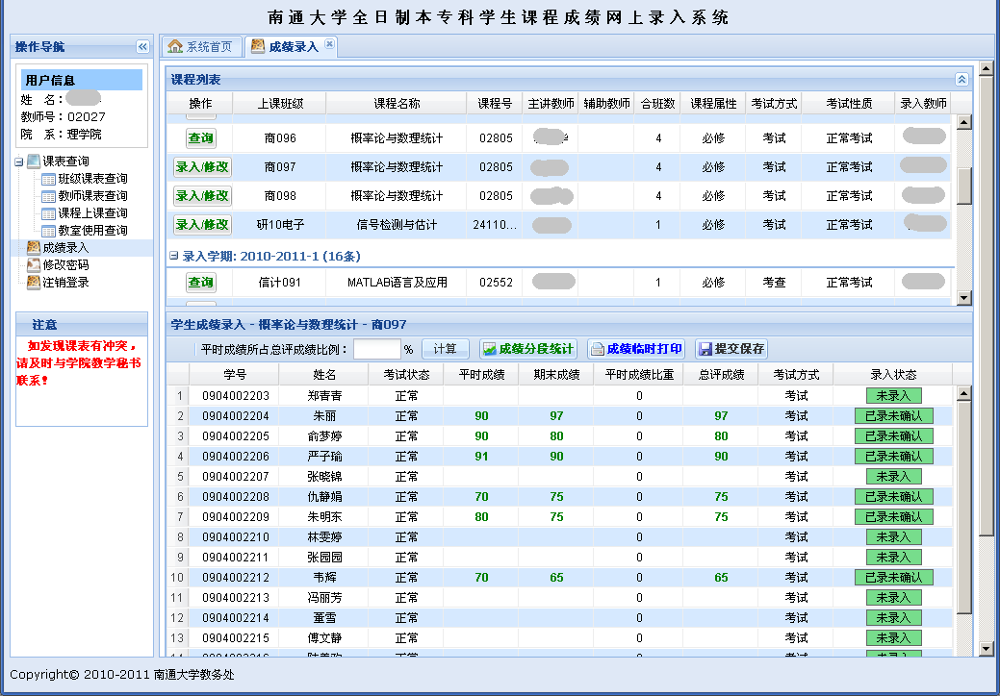 南通大学全日制本专科学生课程成绩网上录入系统
操作导航
用户信息
姓 名：
教师号：02027
院 系：理学院
课表查询
班级课表查询
教师课表查询
课程上课查询
教室使用查询
成绩录入
修改密码
注销登录
注意
如发现课表有冲突，
请及时与学院教学秘书
联系！
系统首页 成绩录入
课程列表
操作 上课班级 课程名称 课程号 主讲教师 辅助教师 合班数 课程属性 考试方式 考试性质 录入教师
查询 商096 概率论与数理统计 02805 4 必修 考试 正常考试
录入/修改 商097 概率论与数理统计 02805 4 必修 考试 正常考试
录入/修改 商098 概率论与数理统计 02805 4 必修 考试 正常考试
录入/修改 研10电子 信号检测与估计 24110... 1 必修 考试 正常考试
录入学期: 2010-2011-1 (16条)
查询 信计091 MATLAB语言及应用 02552 1 必修 考查 正常考试
学生成绩录入 - 概率论与数理统计 - 商097
平时成绩所占总评成绩比例： % 计算 成绩分段统计 成绩临时打印 提交保存
学号 姓名 考试状态 平时成绩 期末成绩 平时成绩比重 总评成绩 考试方式 录入状态
1 0904002203 郑青青 正常 0 考试 未录入
2 0904002204 朱丽 正常 90 97 0 97 考试 已录未确认
3 0904002205 俞梦婷 正常 90 80 0 80 考试 已录未确认
4 0904002206 严子瑜 正常 91 90 0 90 考试 已录未确认
5 0904002207 张晓锦 正常 0 考试 未录入
6 0904002208 仇静娟 正常 70 75 0 75 考试 已录未确认
7 0904002209 朱明东 正常 80 75 0 75 考试 已录未确认
8 0904002210 林雯婷 正常 0 考试 未录入
9 0904002211 张园园 正常 0 考试 未录入
10 0904002212 韦辉 正常 70 65 0 65 考试 已录未确认
11 0904002213 冯丽芳 正常 0 考试 未录入
12 0904002214 董雪 正常 0 考试 未录入
13 0904002215 傅文静 正常 0 考试 未录入
Copyright© 2010-2011 南通大学教务处